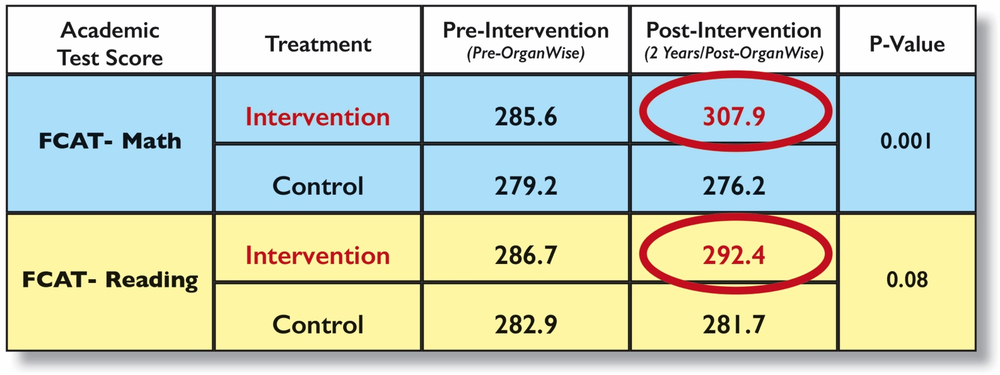 Academic
Test Score
Treatment
Pre-Intervention
(Pre-OrganWise)
Post-Intervention
(2 Years/Post-OrganWise)
P-Value
FCAT- Math
Intervention
285.6
307.9
0.001
Control
279.2
276.2
FCAT- Reading
Intervention
286.7
292.4
0.08
Control
282.9
281.7